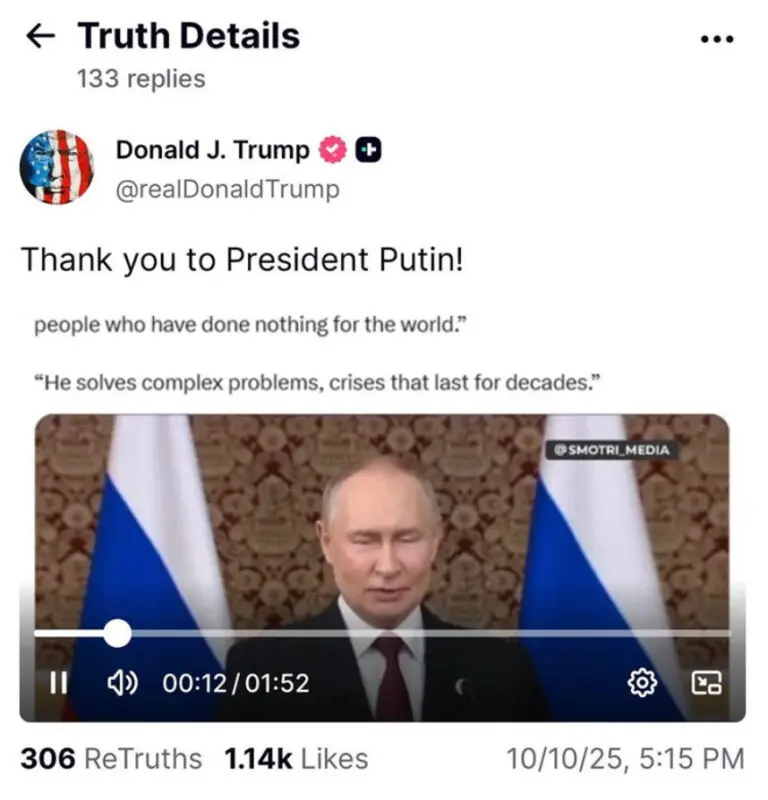 Truth Details
133 replies
Donald J. Trump
@realDonaldTrump
Thank you to President Putin!
people who have done nothing for the world.”
“He solves complex problems, crises that last for decades.”
@SMOTRI_MEDIA
00:12 / 01:52
306 ReTruths 1.14k Likes 10/10/25, 5:15 PM